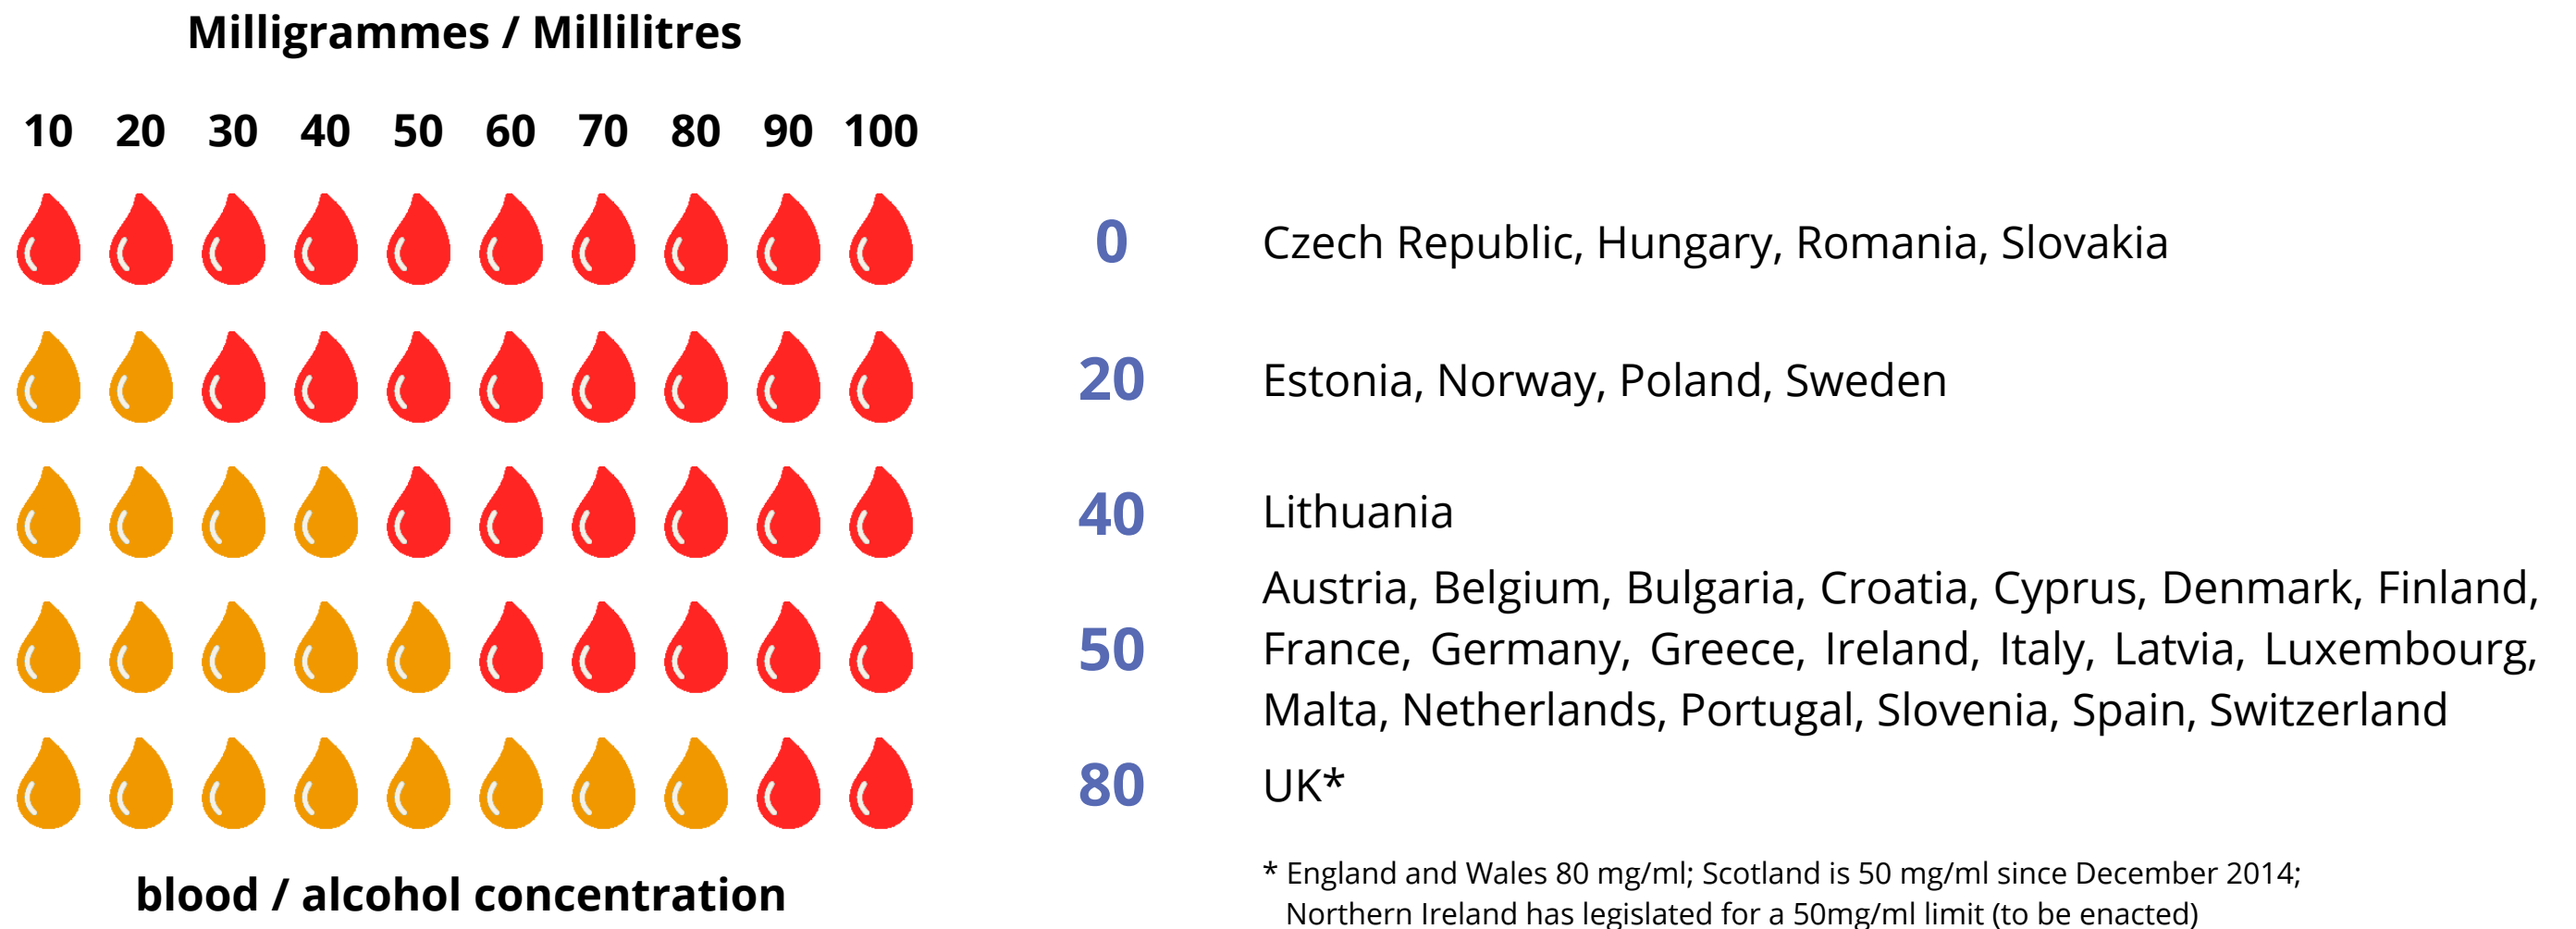 Milligrammes / Millilitres
10 20 30 40 50 60 70 80 90 100
0 Czech Republic, Hungary, Romania, Slovakia
20 Estonia, Norway, Poland, Sweden
40 Lithuania
Austria, Belgium, Bulgaria, Croatia, Cyprus, Denmark, Finland,
50 France, Germany, Greece, Ireland, Italy, Latvia, Luxembourg,
Malta, Netherlands, Portugal, Slovenia, Spain, Switzerland
80 UK*
blood / alcohol concentration
* England and Wales 80 mg/ml; Scotland is 50 mg/ml since December 2014;
Northern Ireland has legislated for a 50mg/ml limit (to be enacted)